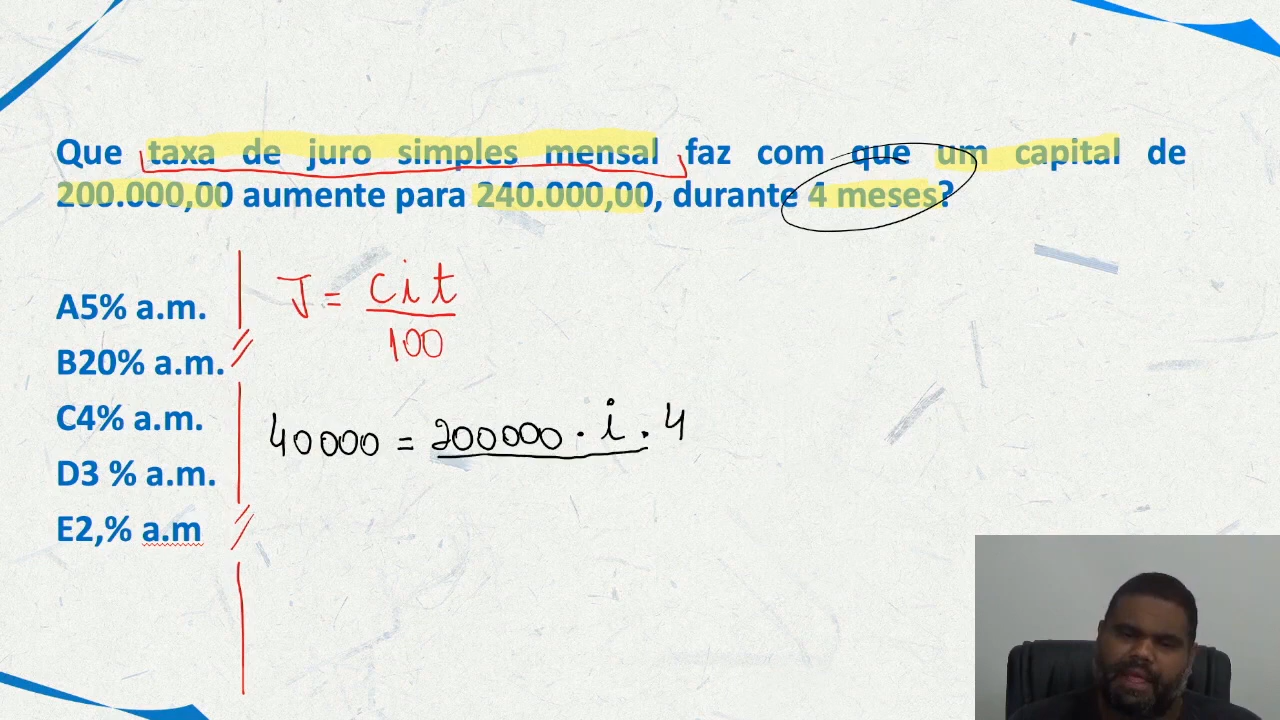 Que taxa de juro simples mensal faz com que um capital de
200.000,00 aumente para 240.000,00, durante 4 meses?
A5% a.m.
B20% a.m.
C4% a.m.
D3 % a.m.
E2,% a.m
J = c i t
100
40000 = 200000 . i . 4